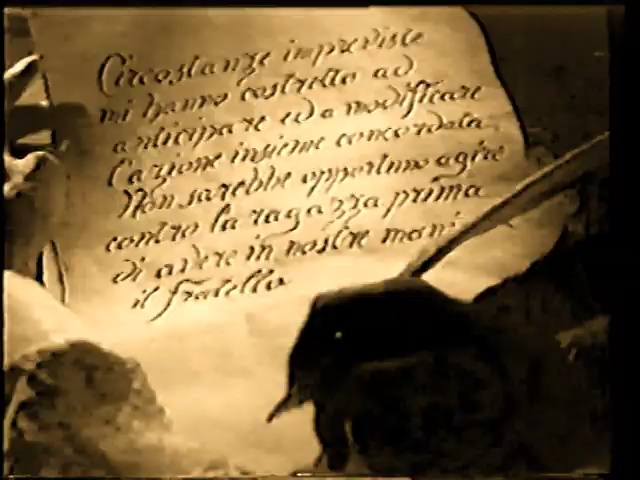 Circostanze impreviste
mi hanno costretto ad
anticipare ed a modificare
l'azione insieme concordata.
Non sarebbe opportuno agire
contro la ragazza prima
di avere in nostre mani
il fratello